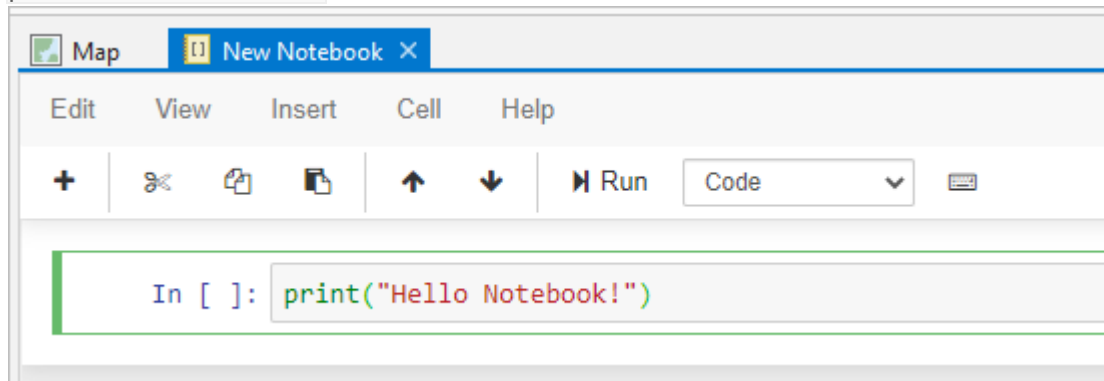 Map New Notebook
Edit View Insert Cell Help
Run Code
In [ ]: print("Hello Notebook!")